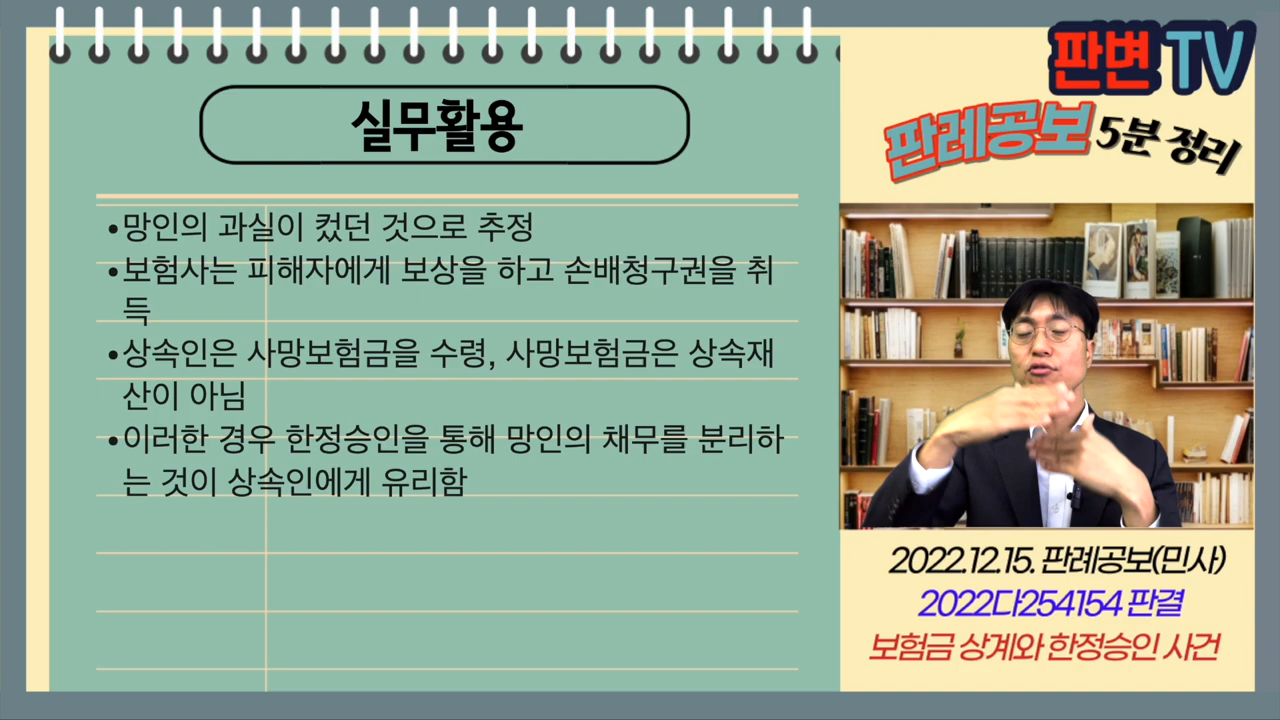 실무활용
•망인의 과실이 컸던 것으로 추정
•보험사는 피해자에게 보상을 하고 손배청구권을 취
득
•상속인은 사망보험금을 수령, 사망보험금은 상속재
산이 아님
•이러한 경우 한정승인을 통해 망인의 채무를 분리하
는 것이 상속인에게 유리함
판변 TV
판례공보 5분 정리
2022.12.15. 판례공보(민사)
2022다254154 판결
보험금 상계와 한정승인 사건